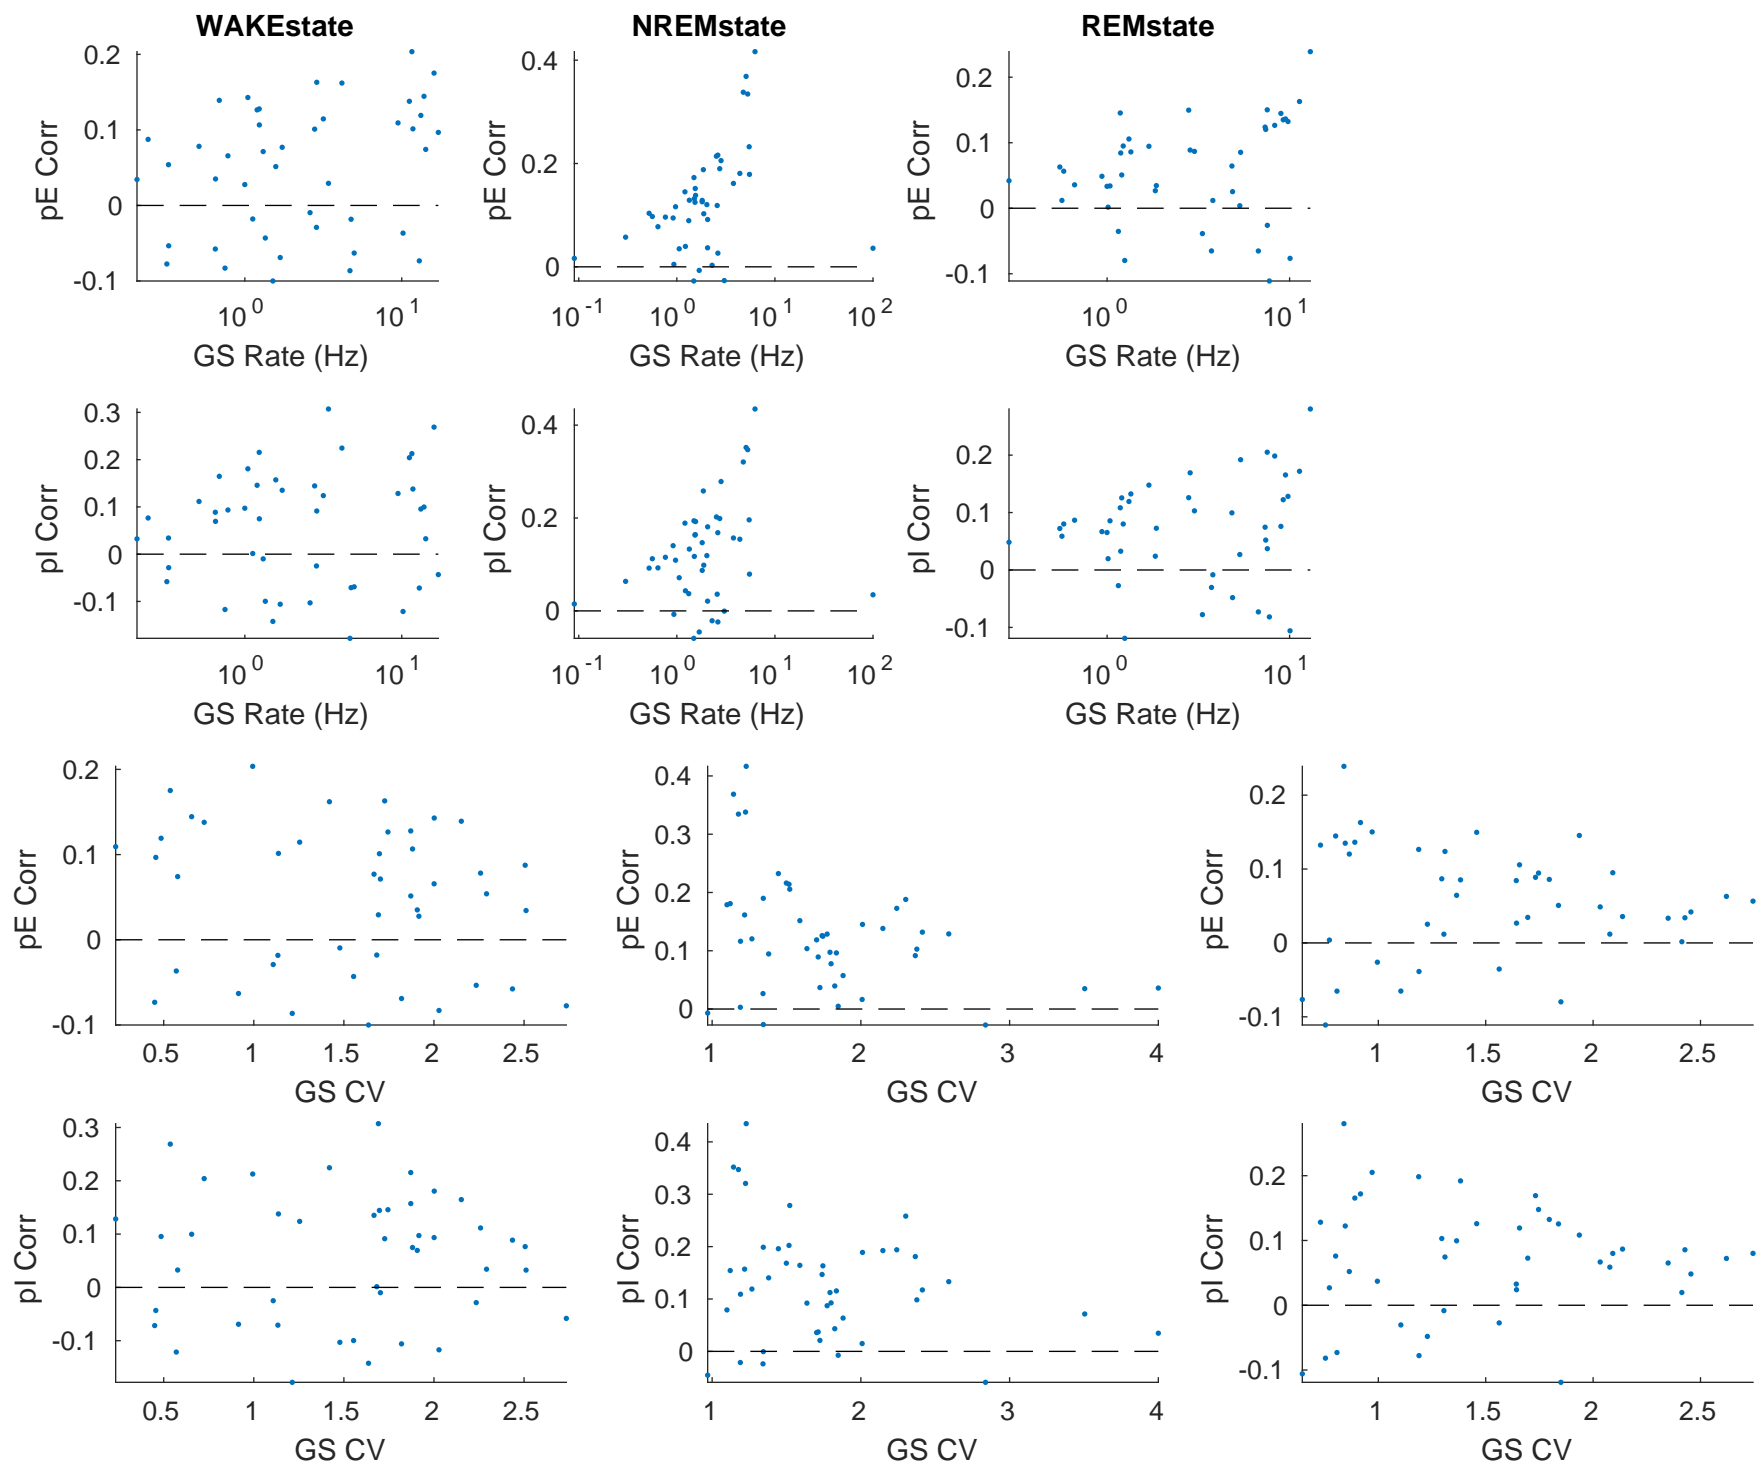 WAKEstate NREMstate REMstate
0.2 0.1 0 -0.1 pE Corr 10^0 10^1 GS Rate (Hz)
0.4 0.2 0 pE Corr 10^-1 10^0 10^1 10^2 GS Rate (Hz)
0.2 0.1 0 -0.1 pE Corr 10^0 10^1 GS Rate (Hz)
0.3 0.2 0.1 0 -0.1 pI Corr 10^0 10^1 GS Rate (Hz)
0.4 0.2 0 pI Corr 10^-1 10^0 10^1 10^2 GS Rate (Hz)
0.2 0.1 0 -0.1 pI Corr 10^0 10^1 GS Rate (Hz)
0.2 0.1 0 -0.1 pE Corr 0.5 1 1.5 2 2.5 GS CV
0.4 0.3 0.2 0.1 0 pE Corr 1 2 3 4 GS CV
0.2 0.1 0 -0.1 pE Corr 1 1.5 2 2.5 GS CV
0.3 0.2 0.1 0 -0.1 pI Corr 0.5 1 1.5 2 2.5 GS CV
0.4 0.3 0.2 0.1 0 pI Corr 1 2 3 4 GS CV
0.2 0.1 0 -0.1 pI Corr 1 1.5 2 2.5 GS CV